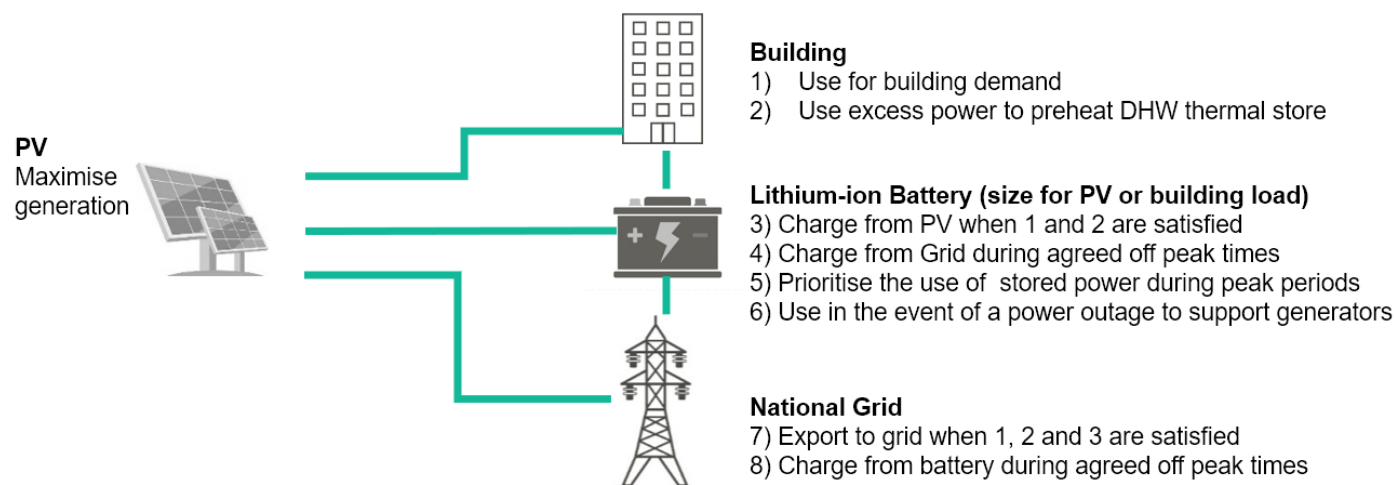 PV
Maximise
generation
Building
1) Use for building demand
2) Use excess power to preheat DHW thermal store
Lithium-ion Battery (size for PV or building load)
3) Charge from PV when 1 and 2 are satisfied
4) Charge from Grid during agreed off peak times
5) Prioritise the use of stored power during peak periods
6) Use in the event of a power outage to support generators
National Grid
7) Export to grid when 1, 2 and 3 are satisfied
8) Charge from battery during agreed off peak times